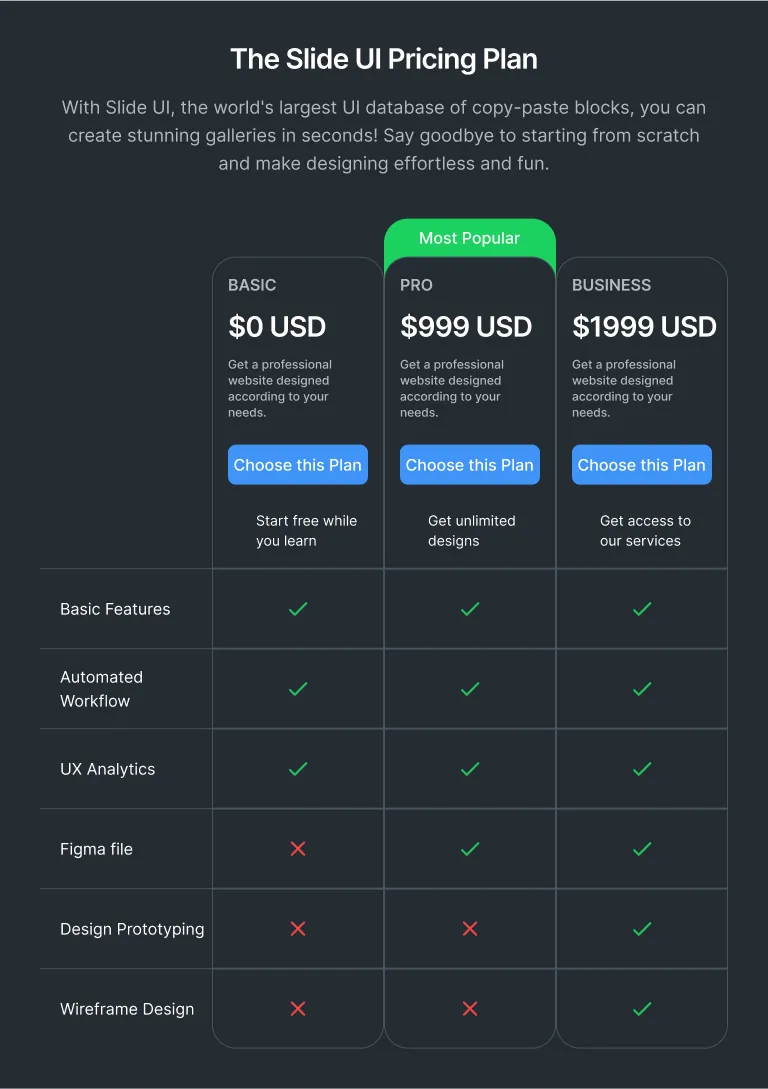 The Slide UI Pricing Plan
With Slide UI, the world's largest UI database of copy-paste blocks, you can
create stunning galleries in seconds! Say goodbye to starting from scratch
and make designing effortless and fun.
Most Popular
BASIC
$0 USD
Get a professional
website designed
according to your
needs.
Choose this Plan
Start free while
you learn
PRO
$999 USD
Get a professional
website designed
according to your
needs.
Choose this Plan
Get unlimited
designs
BUSINESS
$1999 USD
Get a professional
website designed
according to your
needs.
Choose this Plan
Get access to
our services
Basic Features
Automated
Workflow
UX Analytics
Figma file
Design Prototyping
Wireframe Design